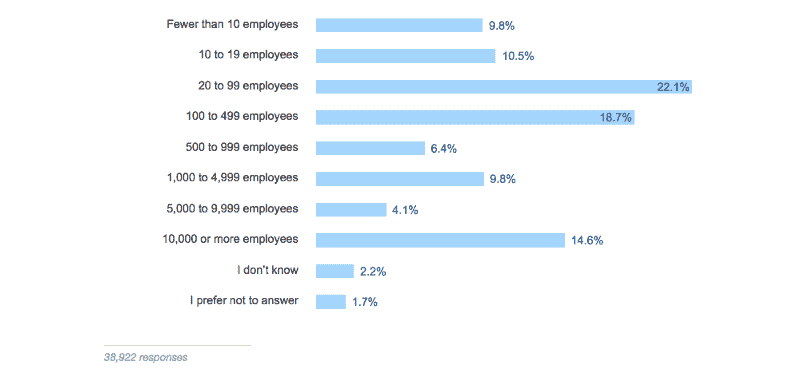 Fewer than 10 employees 9.8%
10 to 19 employees 10.5%
20 to 99 employees 22.1%
100 to 499 employees 18.7%
500 to 999 employees 6.4%
1,000 to 4,999 employees 9.8%
5,000 to 9,999 employees 4.1%
10,000 or more employees 14.6%
I don't know 2.2%
I prefer not to answer 1.7%
38,922 responses